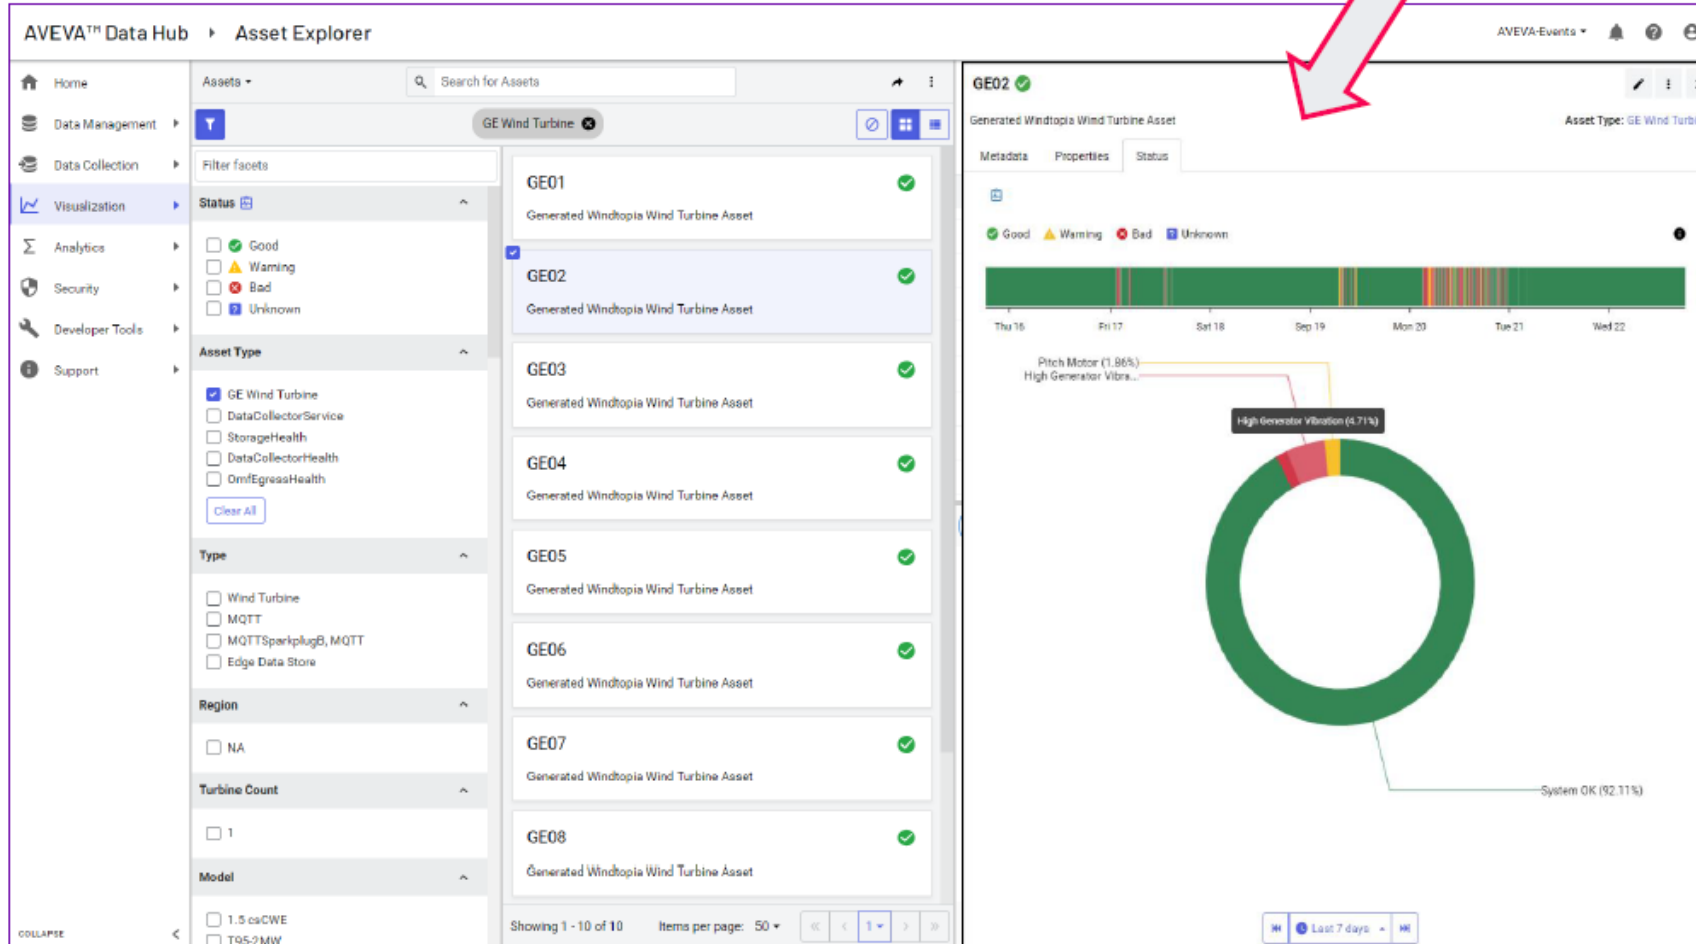 AVEVA™ Data Hub ▸ Asset Explorer
AVEVA-Events
Home
Data Management
Data Collection
Visualization
Analytics
Security
Developer Tools
Support
COLLAPSE
Assets
Search for Assets
GE Wind Turbine
Filter facets
Status
Good
Warning
Bad
Unknown
Asset Type
GE Wind Turbine
DataCollectorService
StorageHealth
DataCollectorHealth
OmfEgressHealth
Clear All
Type
Wind Turbine
MQTT
MQTTSparkplugB, MQTT
Edge Data Store
Region
NA
Turbine Count
1
Model
1.5 esCWE
T95-2MW
GE01
Generated Windtopia Wind Turbine Asset
GE02
Generated Windtopia Wind Turbine Asset
GE03
Generated Windtopia Wind Turbine Asset
GE04
Generated Windtopia Wind Turbine Asset
GE05
Generated Windtopia Wind Turbine Asset
GE06
Generated Windtopia Wind Turbine Asset
GE07
Generated Windtopia Wind Turbine Asset
GE08
Generated Windtopia Wind Turbine Asset
Showing 1 - 10 of 10 Items per page: 50 « < 1 > »
GE02
Generated Windtopia Wind Turbine Asset
Asset Type: GE Wind Turbi
Metadata Properties Status
Good Warning Bad Unknown
Thu 16 Fri 17 Sat 18 Sep 19 Mon 20 Tue 21 Wed 22
Pitch Motor (1.86%)
High Generator Vibra...
High Generator Vibration (4.71%)
System OK (92.11%)
Last 7 days